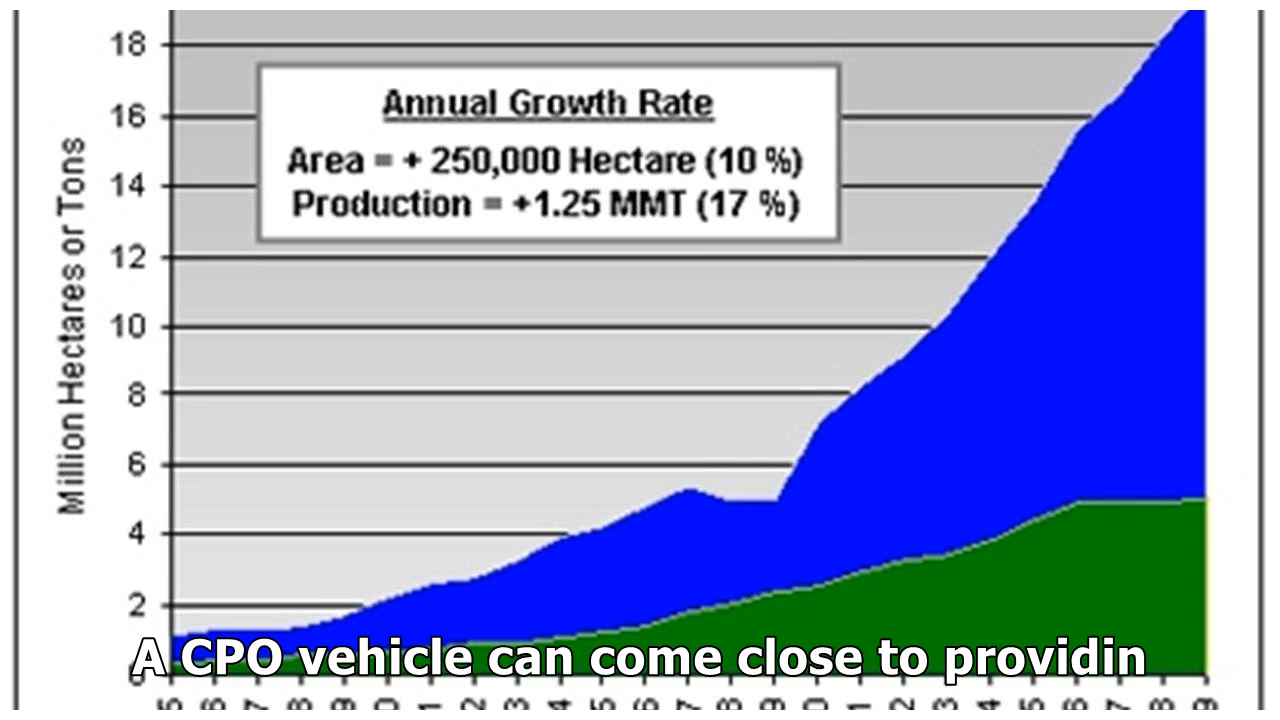 18
Annual Growth Rate
16
Area = + 250,000 Hectare (10 %)
14
Production = +1.25 MMT (17 %)
12
10
8
6
4
2
Million Hectares or Tons
A CPO vehicle can come close to providin